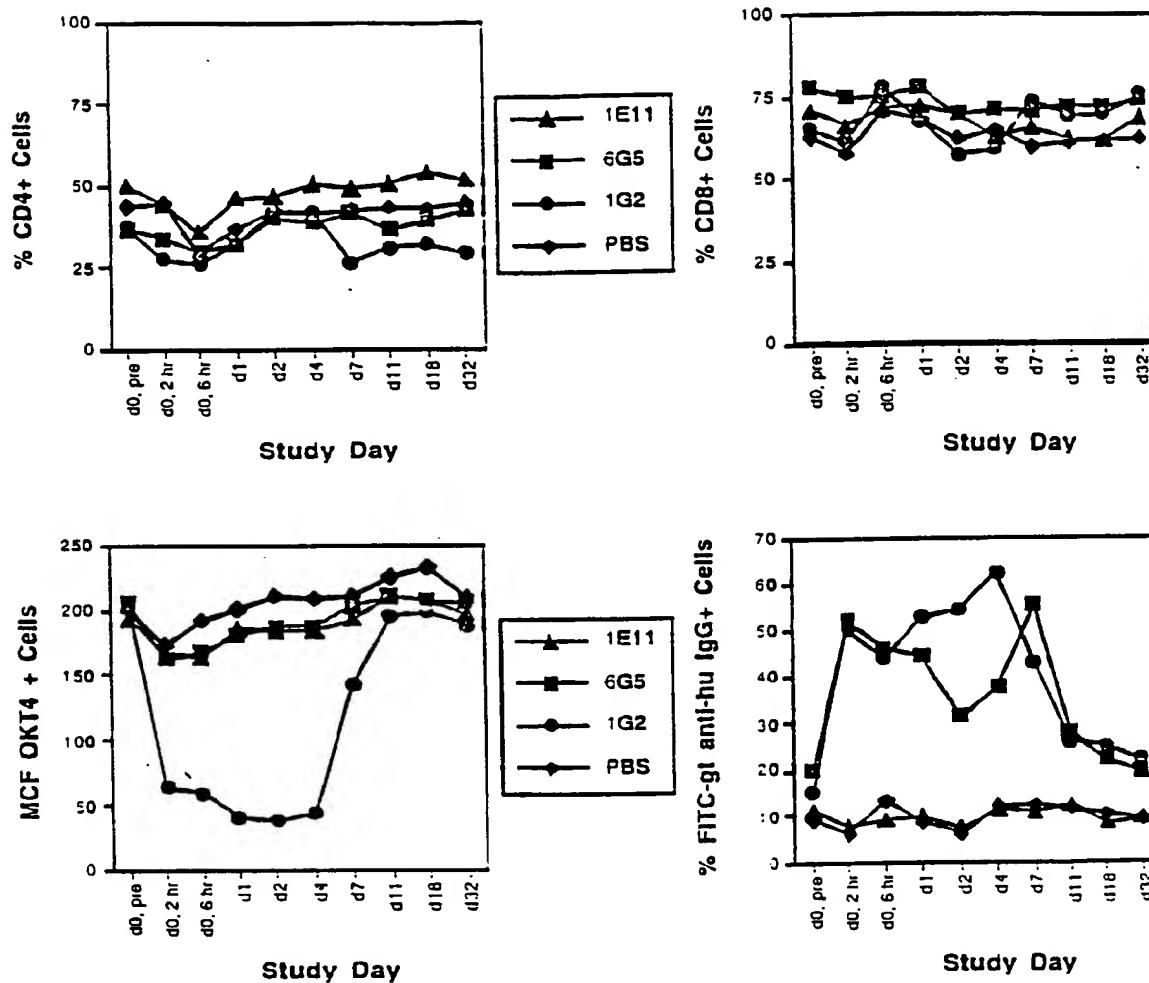 % CD4+ Cells
100
75
50
25
0
d0, pre
d0, 2 hr
d0, 6 hr
d1
d2
d4
d7
d11
d18
d32
Study Day
1E11
6G5
1G2
PBS
% CD8+ Cells
100
75
50
25
0
d0, pre
d0, 2 hr
d0, 6 hr
d1
d2
d4
d7
d11
d18
d32
Study Day
MCF OKT4 + Cells
250
200
150
100
50
0
d0, pre
d0, 2 hr
d0, 6 hr
d1
d2
d4
d7
d11
d18
d32
Study Day
1E11
6G5
1G2
PBS
% FITC-gt anti-hu IgG+ Cells
70
60
50
40
30
20
10
0
d0, pre
d0, 2 hr
d0, 6 hr
d1
d2
d4
d7
d11
d18
d32
Study Day